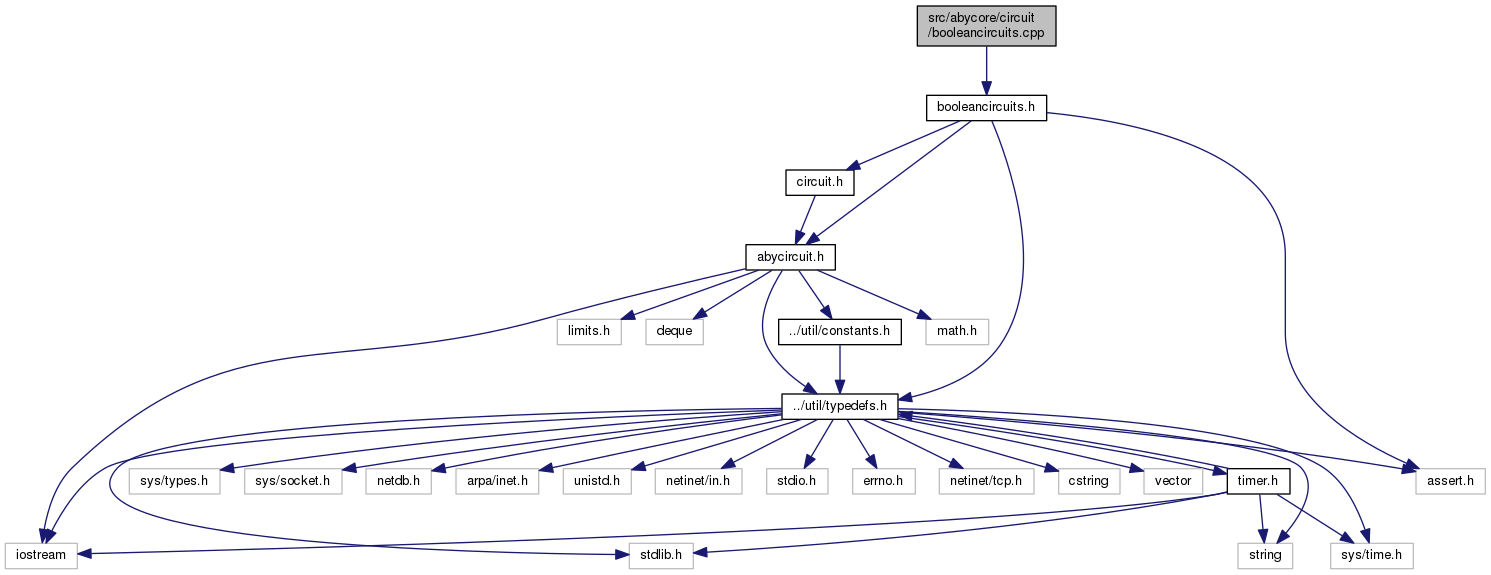 src/abycore/circuit
/booleancircuits.cpp
booleancircuits.h
circuit.h
abycircuit.h
limits.h
deque
../util/constants.h
math.h
../util/typedefs.h
sys/types.h
sys/socket.h
netdb.h
arpa/inet.h
unistd.h
netinet/in.h
stdio.h
errno.h
netinet/tcp.h
cstring
vector
timer.h
assert.h
iostream
stdlib.h
string
sys/time.h